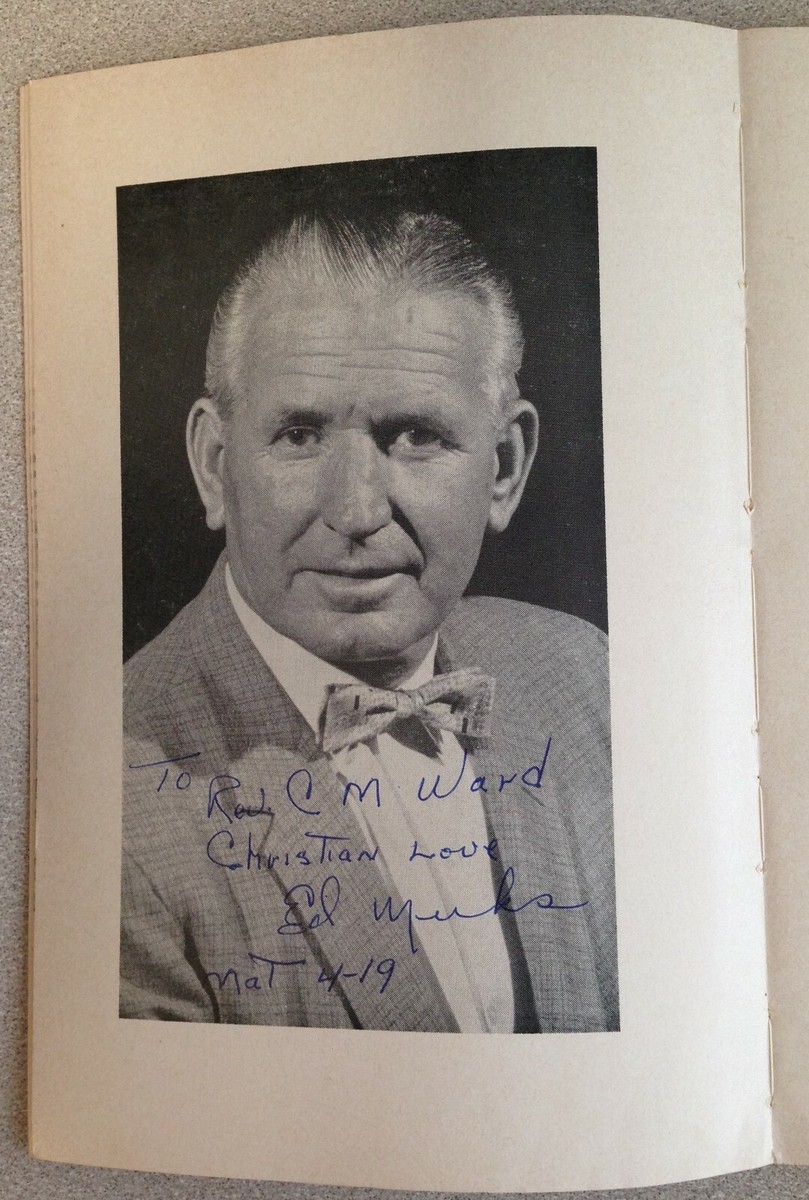 To Rev. C M Ward
Christian Love
Ed Meeks
Mat 4-19